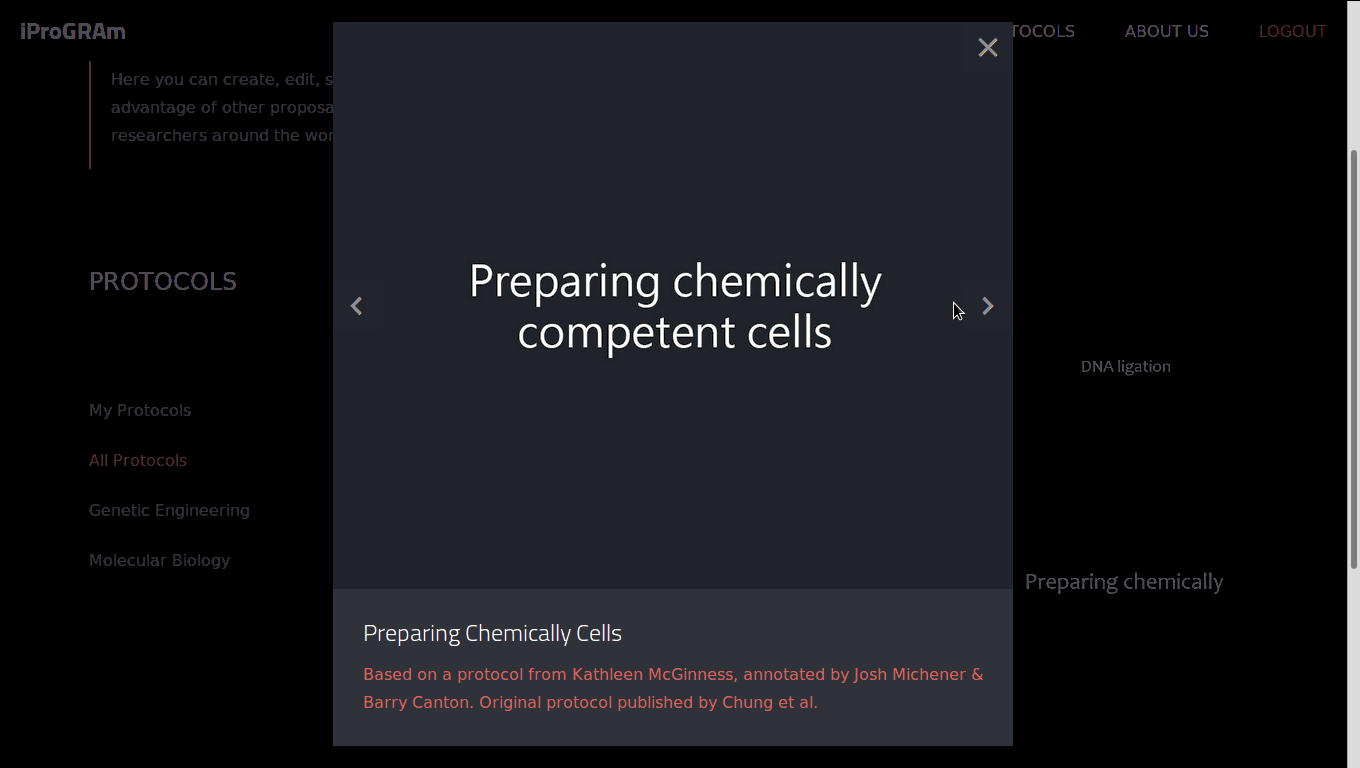 iProGRAm
TOCOLS
ABOUT US
LOGOUT
Here you can create, edit, s
advantage of other proposa
researchers around the wor
PROTOCOLS
My Protocols
All Protocols
Genetic Engineering
Molecular Biology
Preparing chemically
competent cells
DNA ligation
Preparing chemically
Preparing Chemically Cells
Based on a protocol from Kathleen McGinness, annotated by Josh Michener &
Barry Canton. Original protocol published by Chung et al.